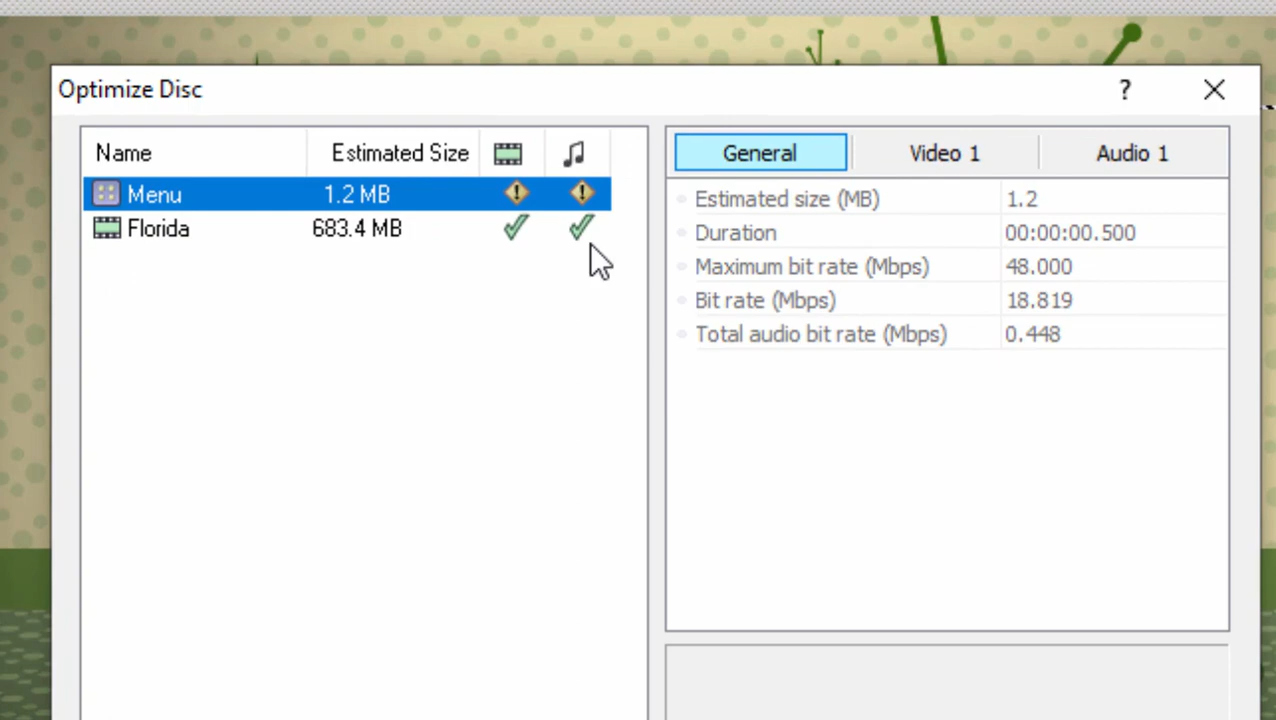 Optimize Disc ?
Name Estimated Size
Menu 1.2 MB
Florida 683.4 MB
General Video 1 Audio 1
Estimated size (MB) 1.2
Duration 00:00:00.500
Maximum bit rate (Mbps) 48.000
Bit rate (Mbps) 18.819
Total audio bit rate (Mbps) 0.448